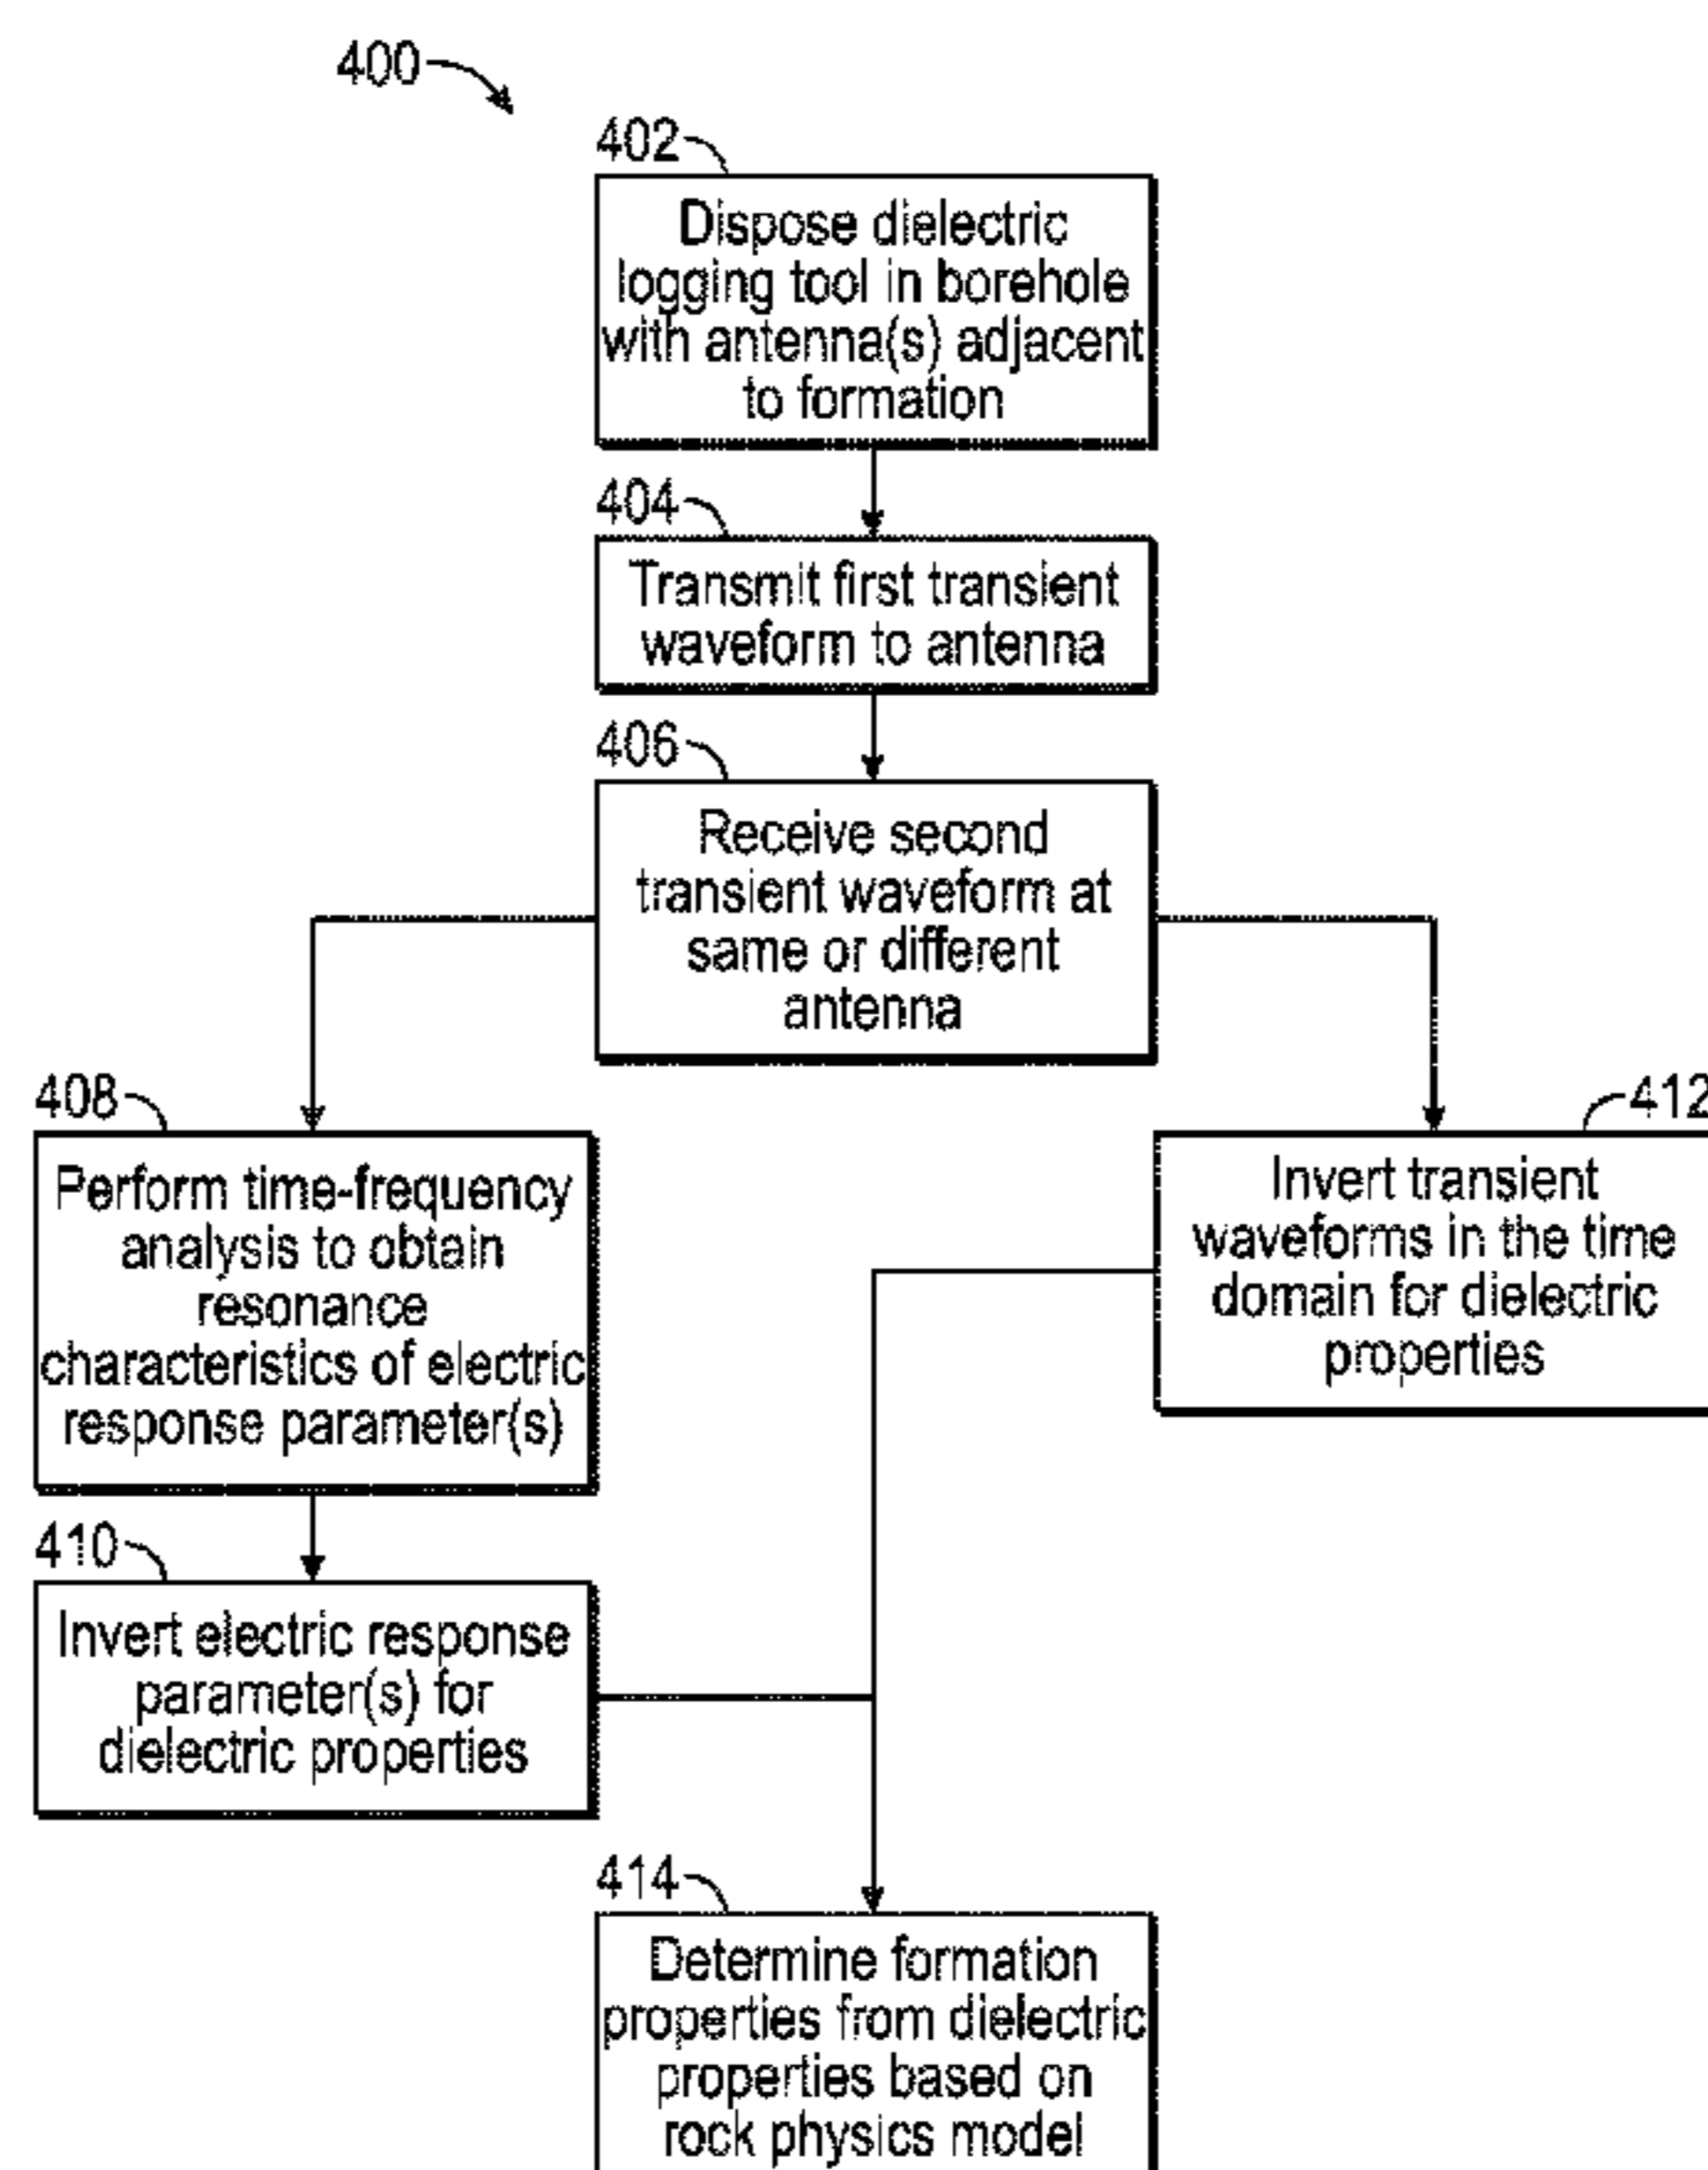 400
402
Dispose dielectric
logging tool in borehole
with antenna(s) adjacent
to formation
404
Transmit first transient
waveform to antenna
406
Receive second
transient waveform at
same or different
antenna
408
Perform time-frequency
analysis to obtain
resonance
characteristics of electric
response parameter(s)
412
Invert transient
waveforms in the time
domain for dielectric
properties
410
Invert electric response
parameter(s) for
dielectric properties
414
Determine formation
properties from dielectric
properties based on
rock physics model